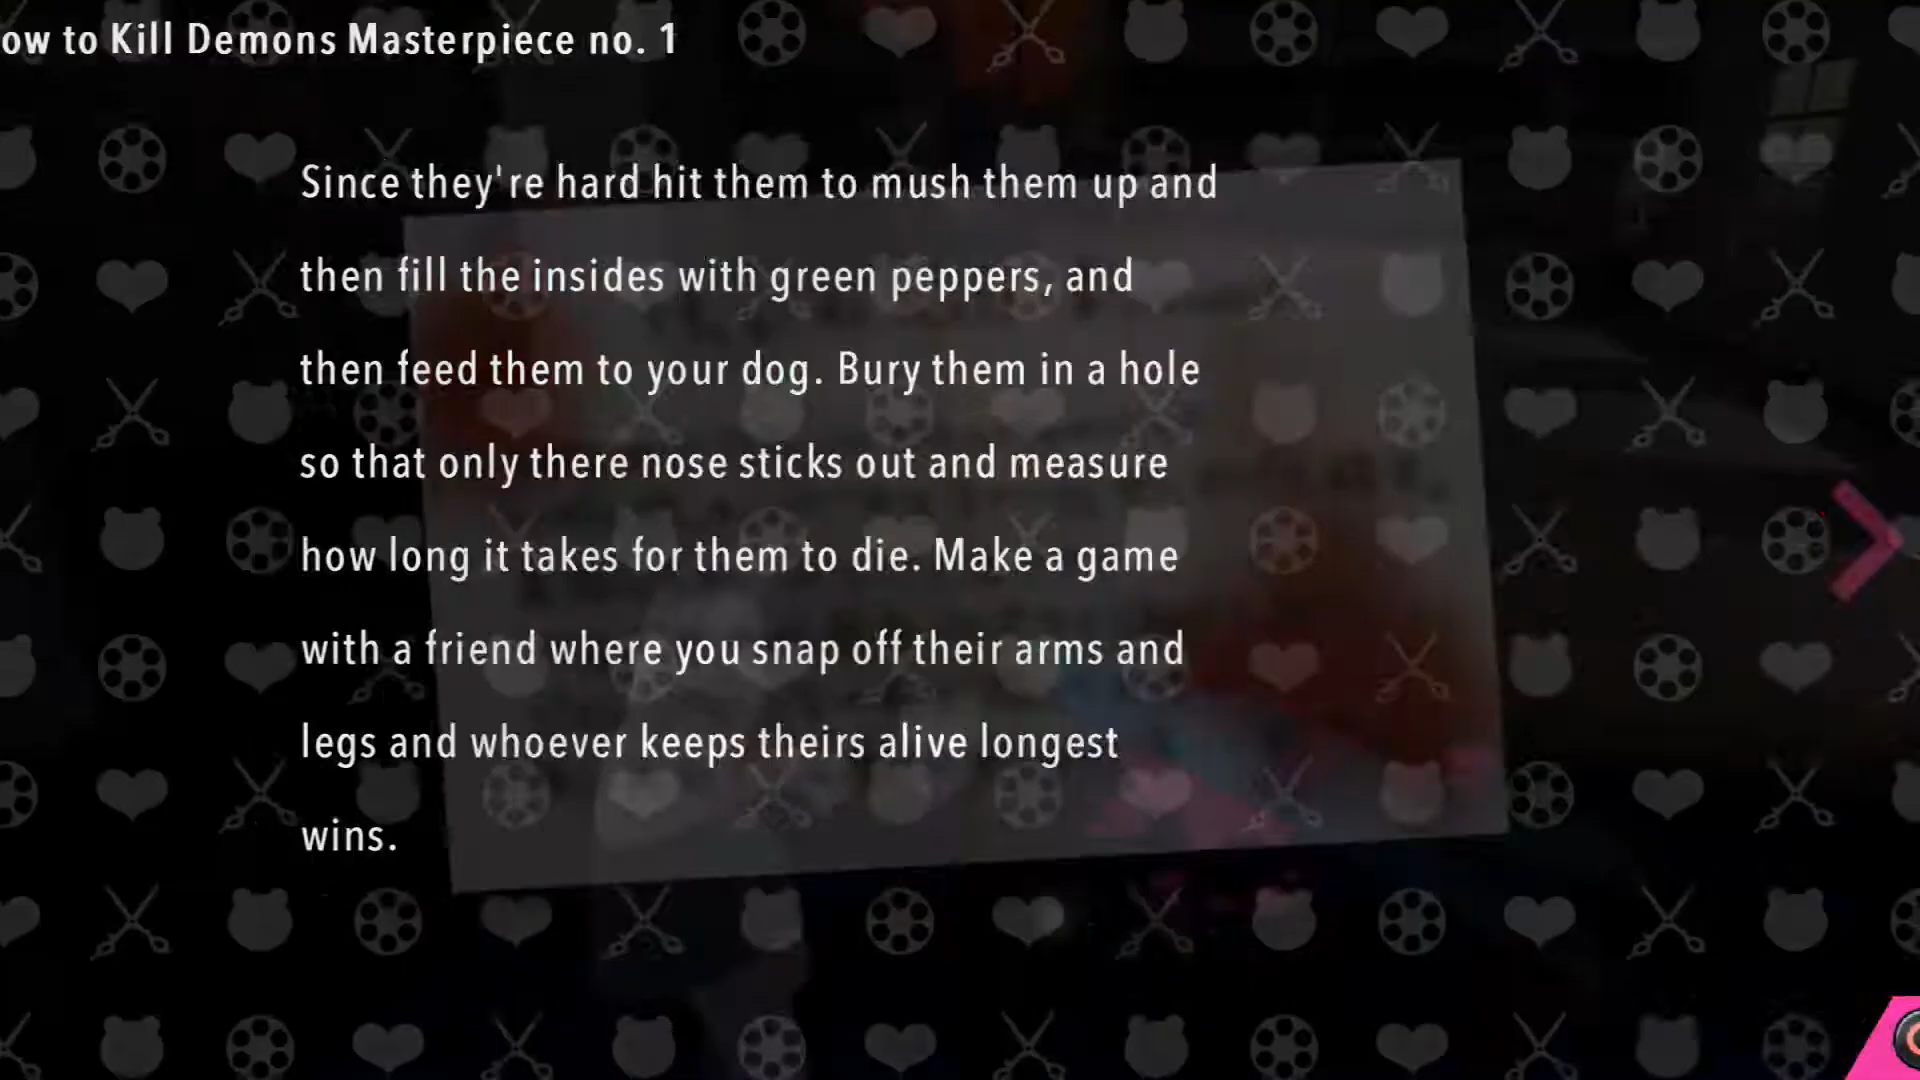 ow to Kill Demons Masterpiece no. 1
Since they're hard hit them to mush them up and
then fill the insides with green peppers, and
then feed them to your dog. Bury them in a hole
so that only there nose sticks out and measure
how long it takes for them to die. Make a game
with a friend where you snap off their arms and
legs and whoever keeps theirs alive longest
wins.